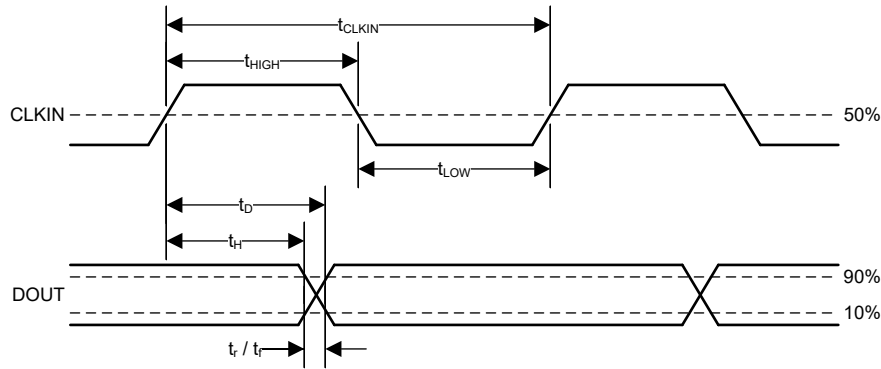 tCLKIN
tHIGH
CLKIN
50%
tLOW
tD
tH
90%
DOUT
10%
tr / tf